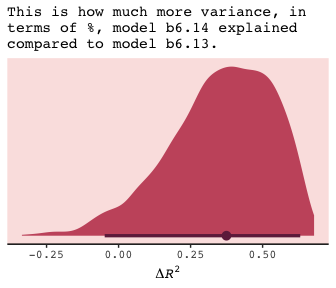 This is how much more variance, in
terms of %, model b6.14 explained
compared to model b6.13.
−0.25 0.00 0.25 0.50
ΔR²